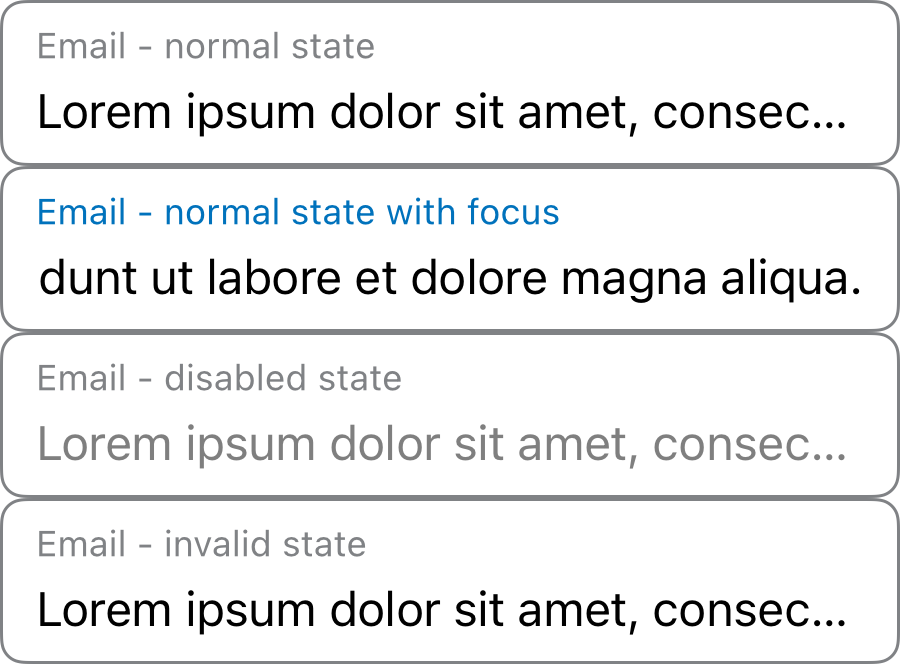 Email - normal state
Lorem ipsum dolor sit amet, consec...
Email - normal state with focus
dunt ut labore et dolore magna aliqua.
Email - disabled state
Lorem ipsum dolor sit amet, consec...
Email - invalid state
Lorem ipsum dolor sit amet, consec...